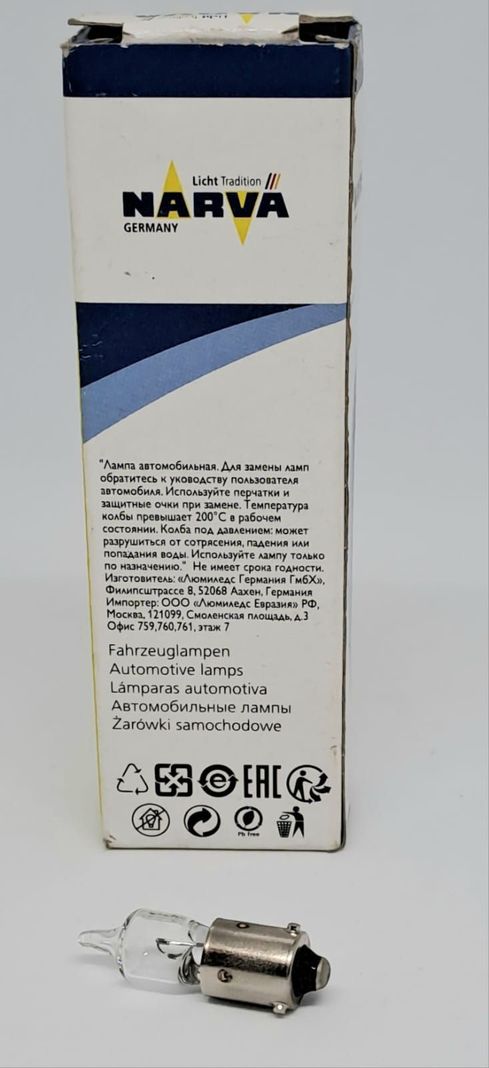 Licht Tradition
NARVA
GERMANY
"Лампа автомобильная. Для замены ламп
обратитесь к уководству пользователя
автомобиля. Используйте перчатки и
защитные очки при замене. Температура
колбы превышает 200°C в рабочем
состоянии. Колба под давлением: может
разрушиться от сотрясения, падения или
попадания воды. Используйте лампу только
по назначению." Не имеет срока годности.
Изготовитель: «Люмиледс Германия ГмбХ»,
Филипсштрассе 8, 52068 Аахен, Германия
Импортер: ООО «Люмиледс Евразия» РФ,
Москва, 121099, Смоленская площадь, д.3
Офис 759,760,761, этаж 7
Fahrzeuglampen
Automotive lamps
Lámparas automotiva
Автомобильные лампы
Żarówki samochodowe
EAC
Pb free